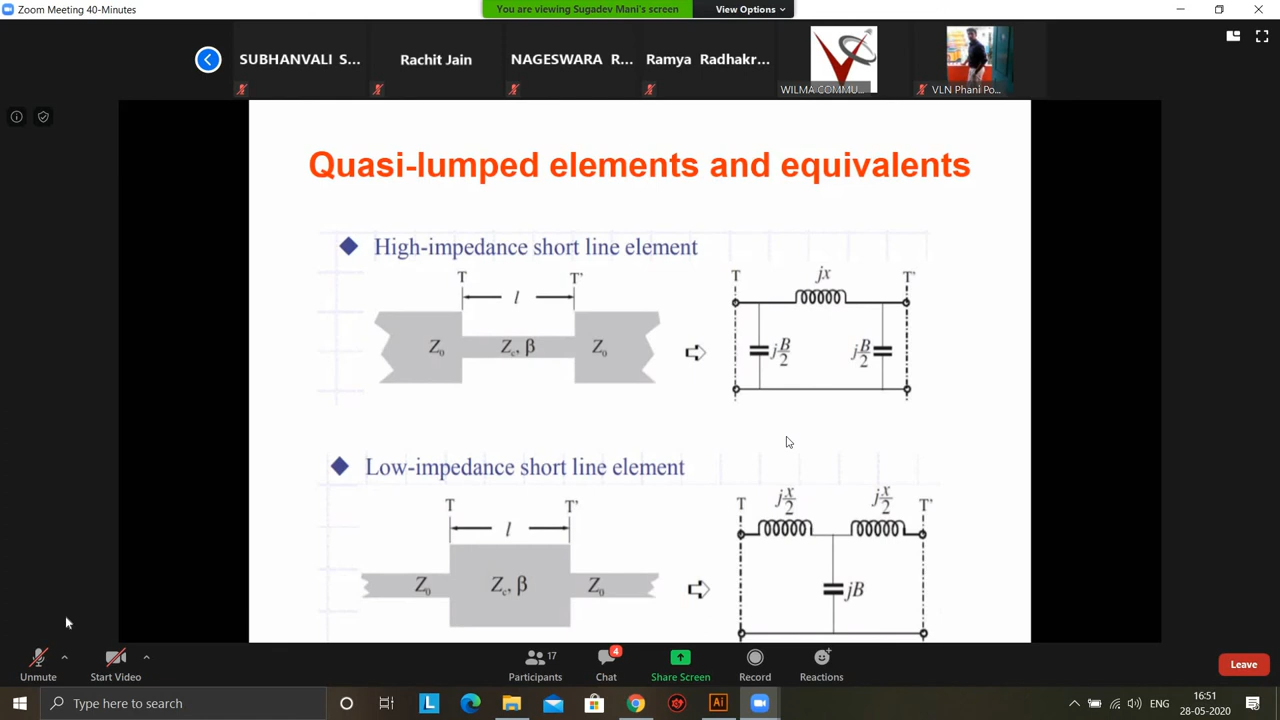 Zoom Meeting 40-Minutes
You are viewing Sugadev Mani's screen
View Options
SUBHANVALI S...
Rachit Jain
NAGESWARA R...
Ramya Radhakr...
WILMA COMMU...
VLN Phani Po...
Quasi-lumped elements and equivalents
High-impedance short line element
T
T'
l
Z₀
Z_c, β
Z₀
T
jx
T'
j B/2
j B/2
Low-impedance short line element
T
T'
l
Z₀
Z_c, β
Z₀
T
j x/2
j x/2
T'
jB
Unmute
Start Video
17
Participants
4
Chat
Share Screen
Record
Reactions
Leave
Type here to search
L
Ai
ENG
16:51
28-05-2020